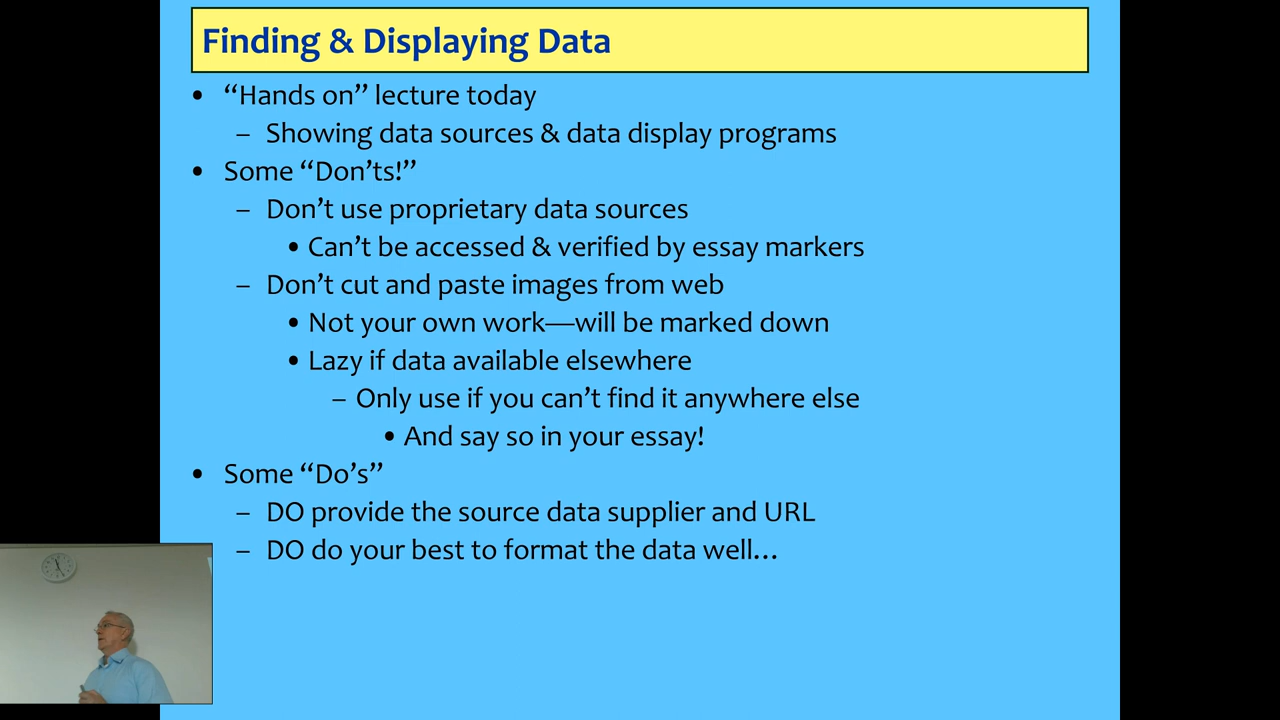 Finding & Displaying Data
• “Hands on” lecture today
– Showing data sources & data display programs
• Some “Don’ts!”
– Don’t use proprietary data sources
• Can’t be accessed & verified by essay markers
– Don’t cut and paste images from web
• Not your own work—will be marked down
• Lazy if data available elsewhere
– Only use if you can’t find it anywhere else
• And say so in your essay!
• Some “Do’s”
– DO provide the source data supplier and URL
– DO do your best to format the data well…